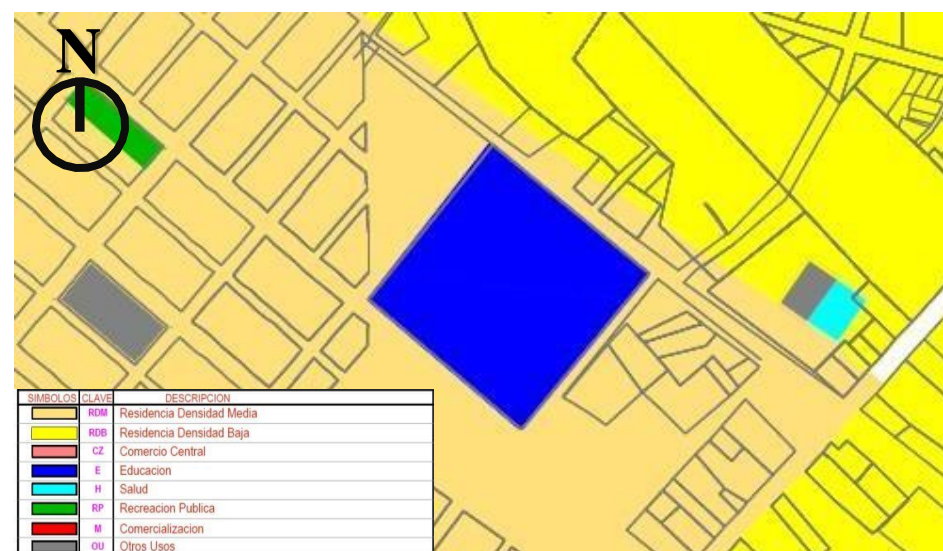 N
SIMBOLOS CLAVE DESCRIPCION
RDM Residencia Densidad Media
RDB Residencia Densidad Baja
CZ Comercio Central
E Educacion
H Salud
RP Recreacion Publica
M Comercializacion
OU Otros Usos